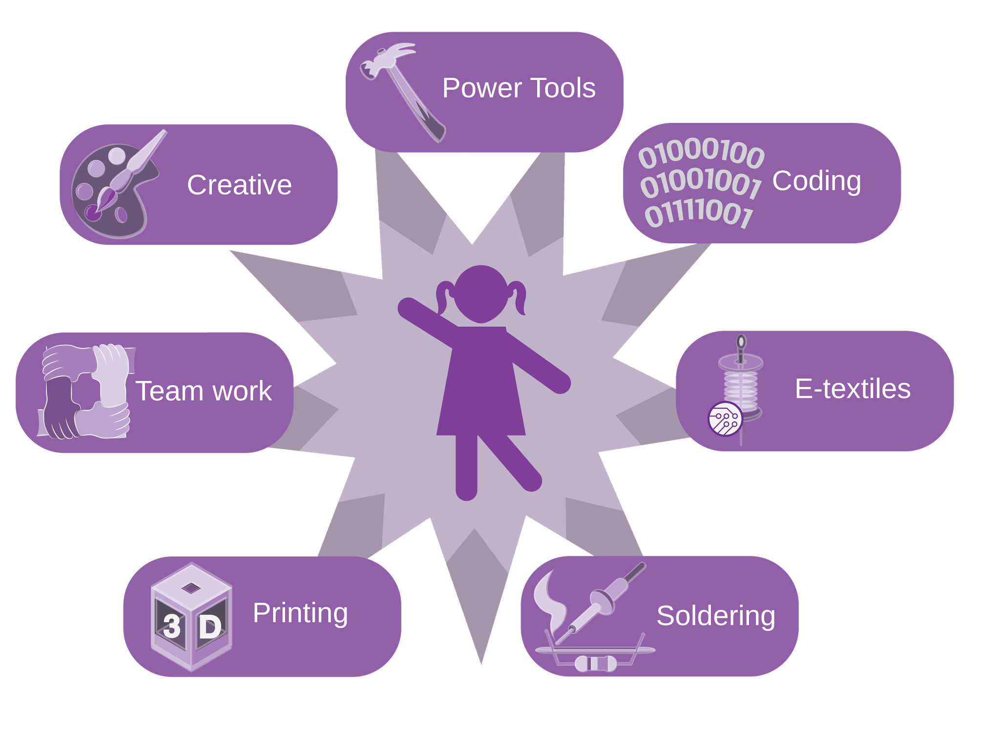 Power Tools
Creative
01000100
01001001
01111001
Coding
Team work
E-textiles
3 D
Printing
Soldering